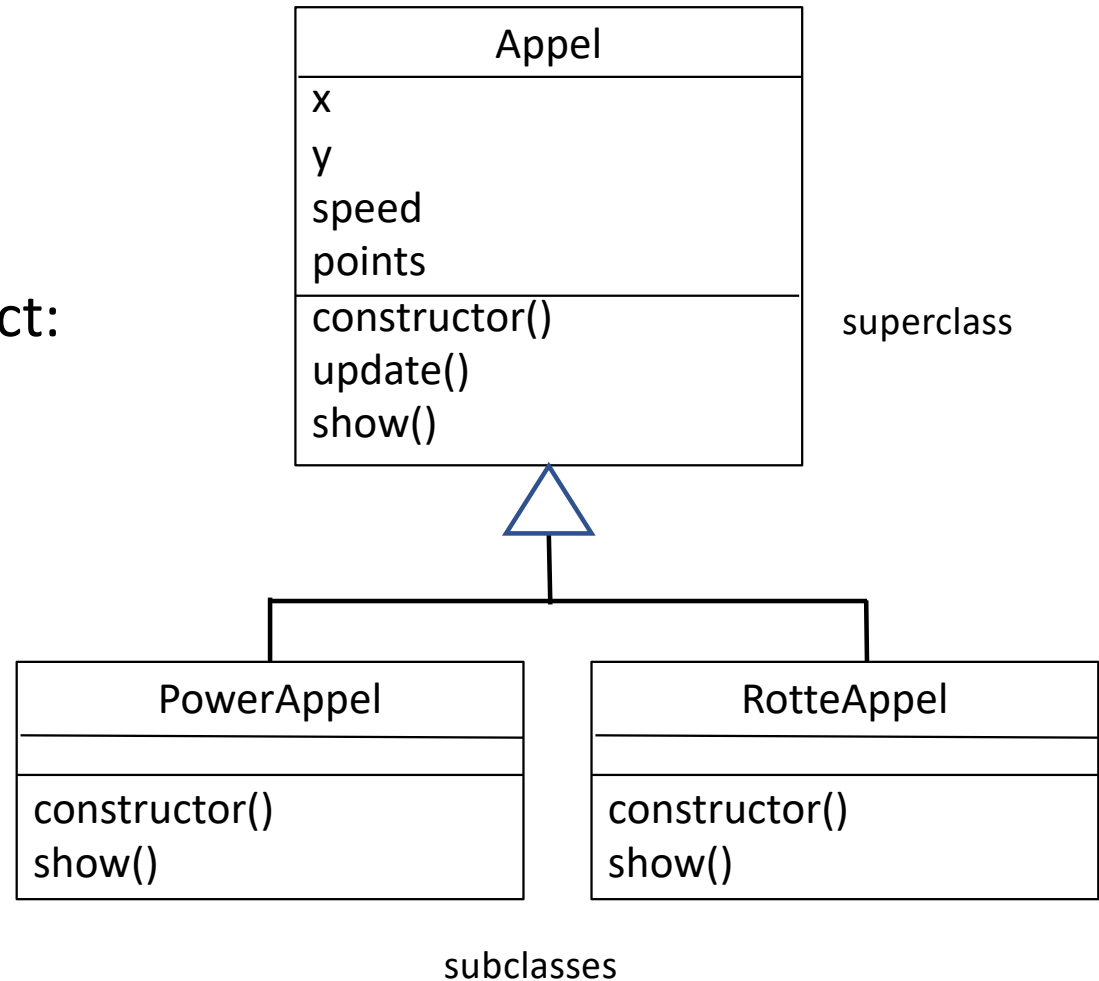 Appel
x
y
speed
points
ct:
constructor()
update()
show()
superclass
PowerAppel
constructor()
show()
RotteAppel
constructor()
show()
subclasses